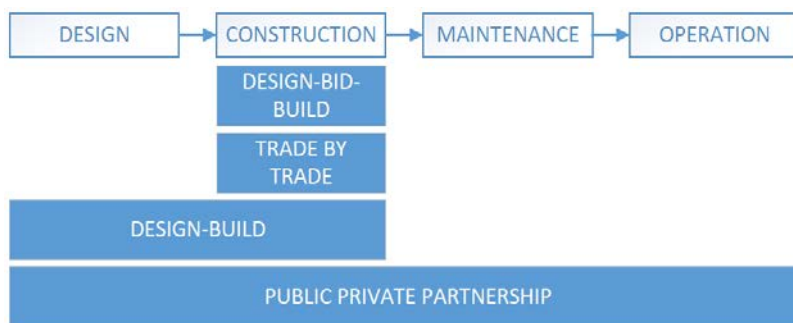 DESIGN
CONSTRUCTION
MAINTENANCE
OPERATION
DESIGN-BID-
BUILD
TRADE BY
TRADE
DESIGN-BUILD
PUBLIC PRIVATE PARTNERSHIP